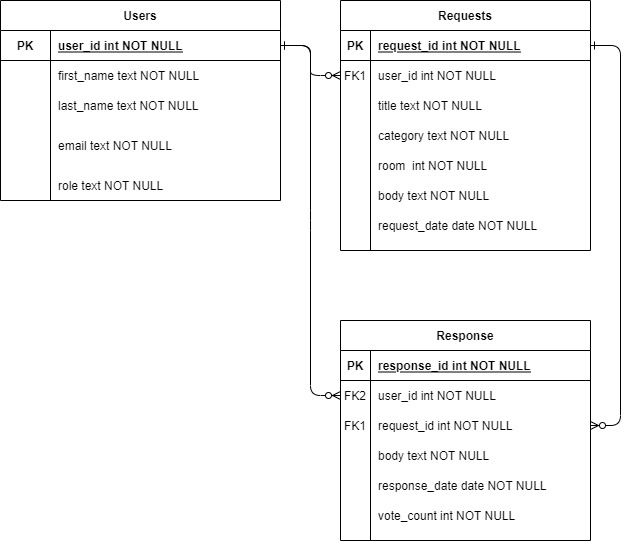 Users
PK user_id int NOT NULL
first_name text NOT NULL
last_name text NOT NULL
email text NOT NULL
role text NOT NULL
Requests
PK request_id int NOT NULL
FK1 user_id int NOT NULL
title text NOT NULL
category text NOT NULL
room  int NOT NULL
body text NOT NULL
request_date date NOT NULL
Response
PK response_id int NOT NULL
FK2 user_id int NOT NULL
FK1 request_id int NOT NULL
body text NOT NULL
response_date date NOT NULL
vote_count int NOT NULL